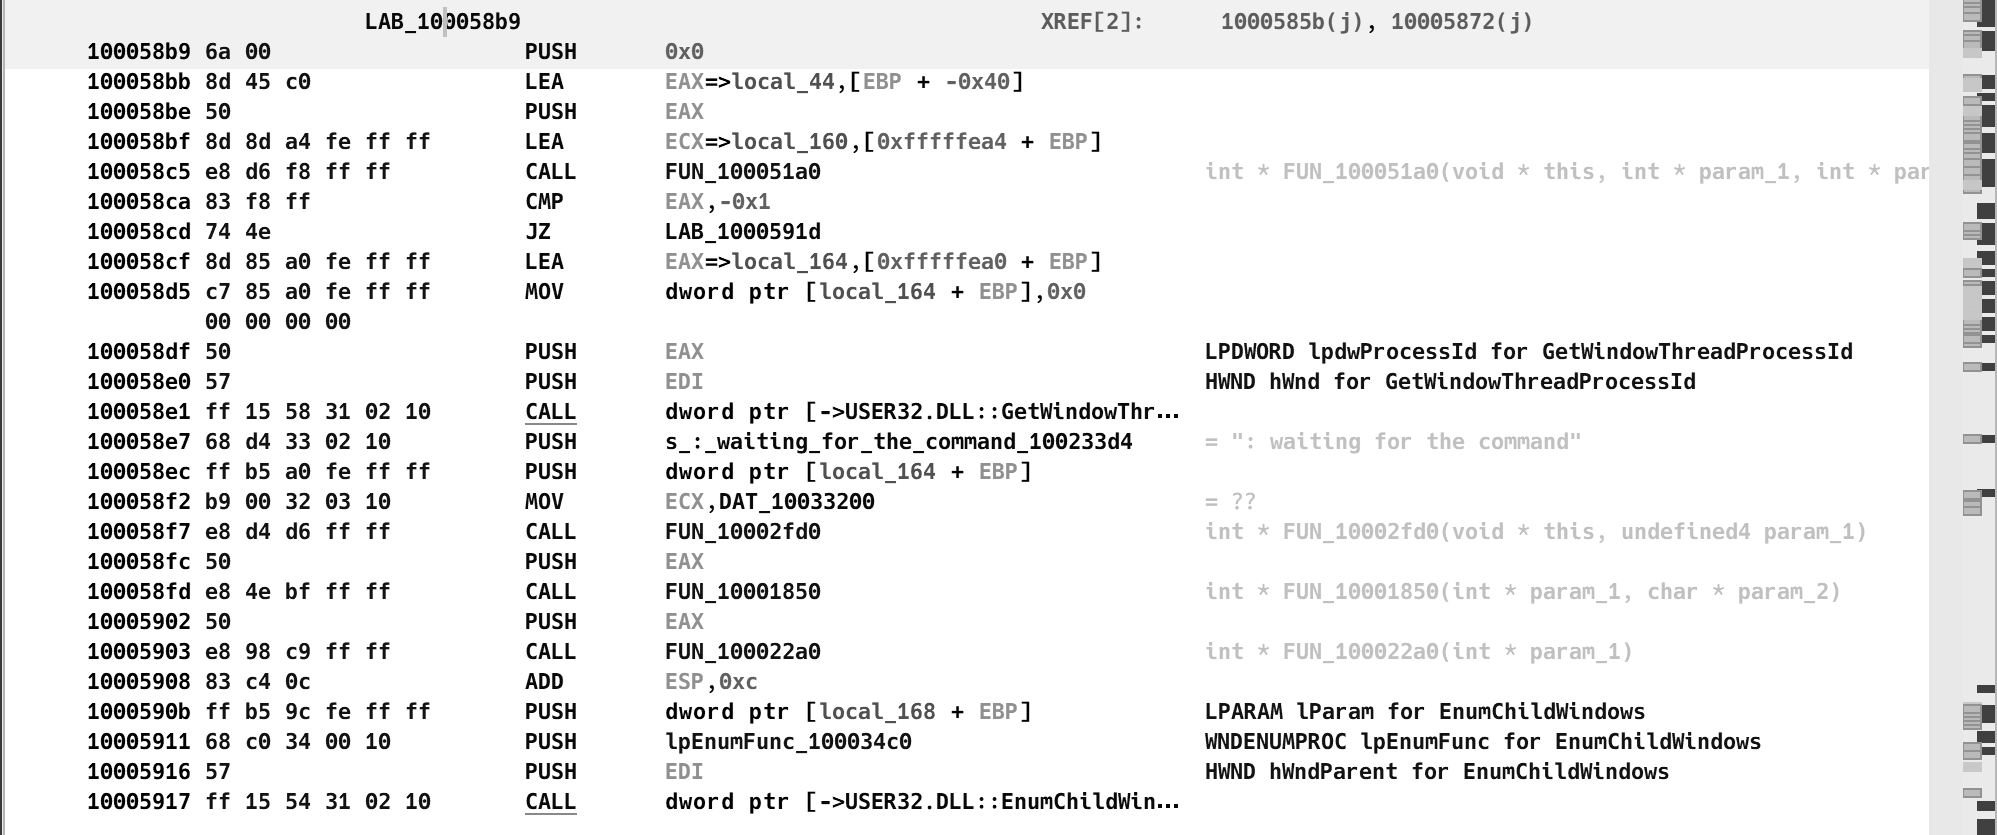 LAB_100058b9 XREF[2]: 1000585b(j), 10005872(j)
100058b9 6a 00 PUSH 0x0
100058bb 8d 45 c0 LEA EAX=>local_44,[EBP + -0x40]
100058be 50 PUSH EAX
100058bf 8d 8d a4 fe ff ff LEA ECX=>local_160,[0xfffffea4 + EBP]
100058c5 e8 d6 f8 ff ff CALL FUN_100051a0 int * FUN_100051a0(void * this, int * param_1, int * par
100058ca 83 f8 ff CMP EAX,-0x1
100058cd 74 4e JZ LAB_1000591d
100058cf 8d 85 a0 fe ff ff LEA EAX=>local_164,[0xfffffea0 + EBP]
100058d5 c7 85 a0 fe ff ff MOV dword ptr [local_164 + EBP],0x0
00 00 00 00
100058df 50 PUSH EAX LPDWORD lpdwProcessId for GetWindowThreadProcessId
100058e0 57 PUSH EDI HWND hWnd for GetWindowThreadProcessId
100058e1 ff 15 58 31 02 10 CALL dword ptr [->USER32.DLL::GetWindowThr...
100058e7 68 d4 33 02 10 PUSH s_:_waiting_for_the_command_100233d4 = ": waiting for the command"
100058ec ff b5 a0 fe ff ff PUSH dword ptr [local_164 + EBP]
100058f2 b9 00 32 03 10 MOV ECX,DAT_10033200 = ??
100058f7 e8 d4 d6 ff ff CALL FUN_10002fd0 int * FUN_10002fd0(void * this, undefined4 param_1)
100058fc 50 PUSH EAX
100058fd e8 4e bf ff ff CALL FUN_10001850 int * FUN_10001850(int * param_1, char * param_2)
10005902 50 PUSH EAX
10005903 e8 98 c9 ff ff CALL FUN_100022a0 int * FUN_100022a0(int * param_1)
10005908 83 c4 0c ADD ESP,0xc
1000590b ff b5 9c fe ff ff PUSH dword ptr [local_168 + EBP] LPARAM lParam for EnumChildWindows
10005911 68 c0 34 00 10 PUSH lpEnumFunc_100034c0 WNDENUMPROC lpEnumFunc for EnumChildWindows
10005916 57 PUSH EDI HWND hWndParent for EnumChildWindows
10005917 ff 15 54 31 02 10 CALL dword ptr [->USER32.DLL::EnumChildWin...